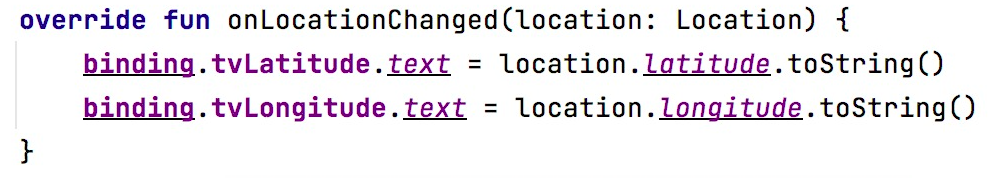 override fun onLocationChanged(location: Location) {
binding.tvLatitude.text = location.latitude.toString()
binding.tvLongitude.text = location.longitude.toString()
}